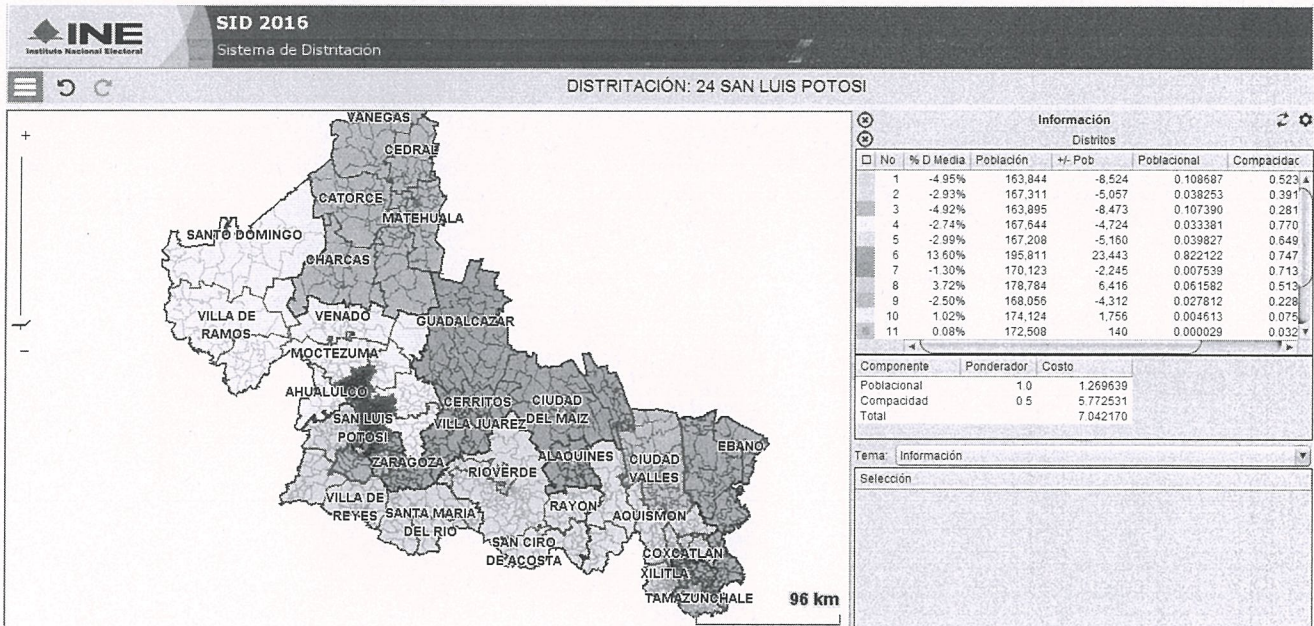 INE
Instituto Nacional Electoral
SID 2016
Sistema de Distritación
DISTRITACIÓN: 24 SAN LUIS POTOSI
+
−
VANEGAS
CEDRAL
CATORCE
MATEHUALA
SANTO DOMINGO
CHARCAS
VILLA DE
RAMOS
VENADO
GUADALCAZAR
MOCTEZUMA
AHUALULCO
SAN LUIS
POTOSI
CERRITOS
VILLA JUAREZ
CIUDAD
DEL MAIZ
EBANO
ZARAGOZA
RIOVERDE
ALAQUINES
CIUDAD
VALLES
VILLA DE
REYES
SANTA MARIA
DEL RIO
RAYON
AQUISMON
SAN CIRO
DE ACOSTA
COXCATLAN
XILITLA
TAMAZUNCHALE
96 km
Información
Distritos
No % D Media Población +/- Pob Poblacional Compacidac
1 -4.95% 163,844 -8,524 0.108687 0.523
2 -2.93% 167,311 -5,057 0.038253 0.391
3 -4.92% 163,895 -8,473 0.107390 0.281
4 -2.74% 167,644 -4,724 0.033381 0.770
5 -2.99% 167,208 -5,160 0.039827 0.649
6 13.60% 195,811 23,443 0.822122 0.747
7 -1.30% 170,123 -2,245 0.007539 0.713
8 3.72% 178,784 6,416 0.061582 0.513
9 -2.50% 168,056 -4,312 0.027812 0.228
10 1.02% 174,124 1,756 0.004613 0.075
11 0.08% 172,508 140 0.000029 0.032
Componente Ponderador Costo
Poblacional 1.0 1.269639
Compacidad 0.5 5.772531
Total 7.042170
Tema: Información
Selección